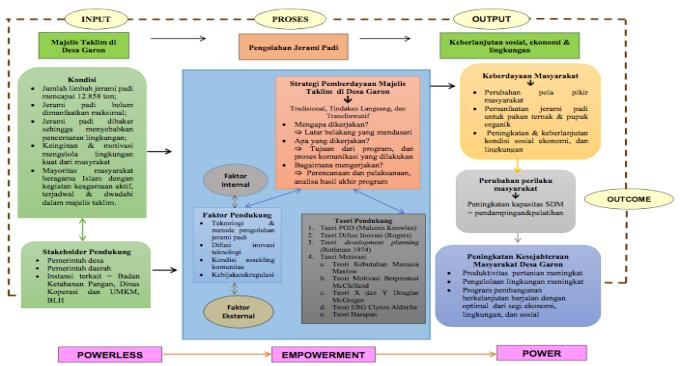 INPUT
PROSES
OUTPUT
Majelis Taklim di
Desa Garon
Pengolahan Jerami Padi
Keberlanjutan sosial, ekonomi &
lingkungan
Kondisi
• Jumlah limbah jerami padi
mencapai 12.858 ton;
• Jerami padi belum
dimanfaatkan maksimal;
• Jerami padi dibakar
sehingga menyebabkan
pencemaran lingkungan;
• Keinginan & motivasi
mengelola lingkungan
kuat dari masyrakat
• Mayoritas masyarakat
beragama Islam dengan
kegiatan keagamaan aktif,
terjadwal & dwadahi
dalam majelis taklim.
Stakeholder Pendukung
• Pemerintah desa
• Pemerintah daerah
• Instansi terkait = Badan
Ketahanan Pangan, Dinas
Koperasi dan UMKM,
BLH
Strategi Pemberdayaan Majelis
Taklim di Desa Garon
Tradisional, Tindakan Langsung, dan
Transformatif
• Mengapa dikerjakan?
⇒ Latar belakang yang mendasari
• Apa yang dikerjakan?
⇒ Tujuan dari program, dan
proses komunikasi yang dilakukan
• Bagaimana mengerjakan?
⇒ Perencanaan dan pelaksanaan,
analisa hasil akhir program
Faktor
Internal
Faktor Pendukung
• Teknologi &
metode pengolahan
jerami padi
• Difusi inovasi
teknologi
• Kondisi sosekling
komunitas
• Kebijakan&regulasi
Faktor
Eksternal
Teori Pendukung
1. Teori POD (Malcom Knowles)
2. Teori Difusi Inovasi (Rogers)
3. Teori development planning
(Rothman 1974)
4. Teori Motivasi
a. Teori Kebutuhan Manusia
Maslow
b. Teori Motivasi Berprestasi
McClelland
c. Teori X dan Y Douglas
McGregor
d. Teori ERG Clyton Alderfer
e. Teori Harapan
Keberdayaan Masyarakat
• Perubahan pola pikir
masyarakat
• Pemanfaatan jerami padi
untuk pakan ternak & pupuk
organik
• Peningkatan & keberlanjutan
kondisi sosial ekonomi, dan
lingkungan
Perubahan perilaku
masyarakat
Peningkatan kapasitas SDM
= pendampingan&pelatihan
OUTCOME
Peningkatan Kesejahteraan
Masyarakat Desa Garon
• Produktivitas pertanian meningkat
• Pengelolaan lingkungan meningkat
• Program pembangunan
berkelanjutan berjalan dengan
optimal dari segi ekonomi,
lingkungan, dan sosial
POWERLESS
EMPOWERMENT
POWER